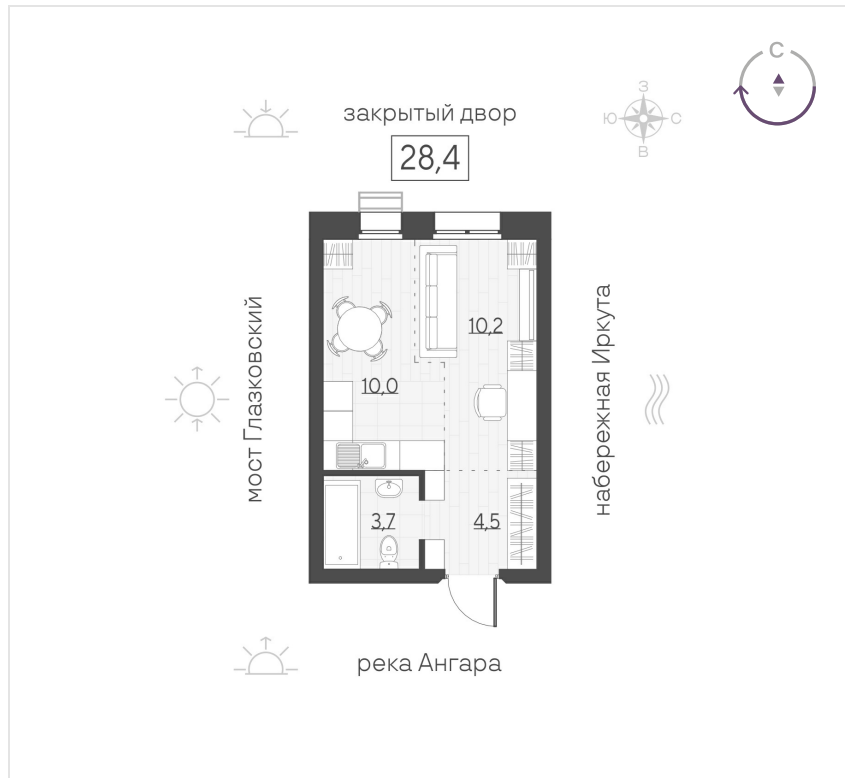 С
закрытый двор
З
Ю
С
В
28,4
мост Глазковский
набережная Иркута
10,2
10,0
3,7
4,5
река Ангара